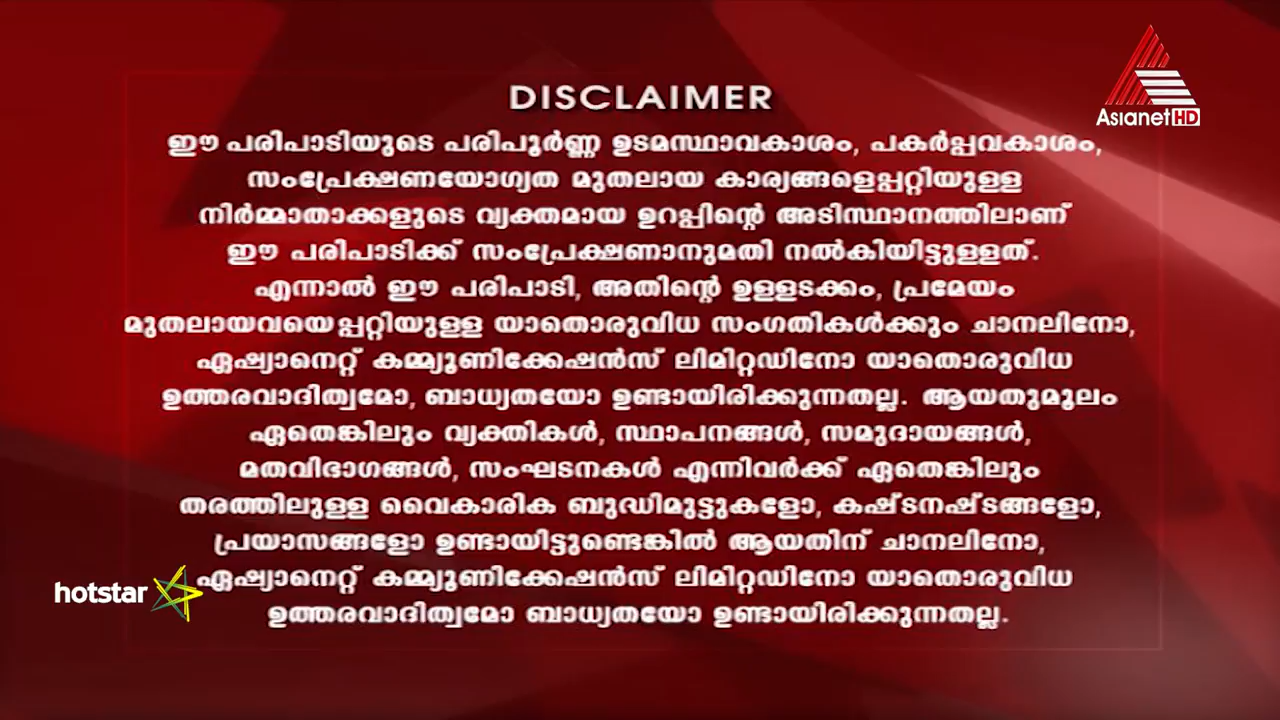 DISCLAIMER
Asianet HD
ഈ പരിപാടിയുടെ പരിപൂർണ്ണ ഉടമസ്ഥാവകാശം, പകർപ്പവകാശം,
സംപ്രേക്ഷണയോഗ്യത മുതലായ കാര്യങ്ങളെപ്പറ്റിയുള്ള
നിർമ്മാതാക്കളുടെ വ്യക്തമായ ഉറപ്പിന്റെ അടിസ്ഥാനത്തിലാണ്
ഈ പരിപാടിക്ക് സംപ്രേക്ഷണാനുമതി നൽകിയിട്ടുള്ളത്.
എന്നാൽ ഈ പരിപാടി, അതിന്റെ ഉള്ളടക്കം, പ്രമേയം
മുതലായവയെപ്പറ്റിയുള്ള യാതൊരുവിധ സംഗതികൾക്കും ചാനലിനോ,
ഏഷ്യാനെറ്റ് കമ്മ്യൂണിക്കേഷൻസ് ലിമിറ്റഡിനോ യാതൊരുവിധ
ഉത്തരവാദിത്വമോ, ബാധ്യതയോ ഉണ്ടായിരിക്കുന്നതല്ല. ആയതുമൂലം
ഏതെങ്കിലും വ്യക്തികൾ, സ്ഥാപനങ്ങൾ, സമുദായങ്ങൾ,
മതവിഭാഗങ്ങൾ, സംഘടനകൾ എന്നിവർക്ക് ഏതെങ്കിലും
തരത്തിലുള്ള വൈകാരിക ബുദ്ധിമുട്ടുകളോ, കഷ്ടനഷ്ടങ്ങളോ,
പ്രയാസങ്ങളോ ഉണ്ടായിട്ടുണ്ടെങ്കിൽ ആയതിന് ചാനലിനോ,
ഏഷ്യാനെറ്റ് കമ്മ്യൂണിക്കേഷൻസ് ലിമിറ്റഡിനോ യാതൊരുവിധ
ഉത്തരവാദിത്വമോ ബാധ്യതയോ ഉണ്ടായിരിക്കുന്നതല്ല.
hotstar